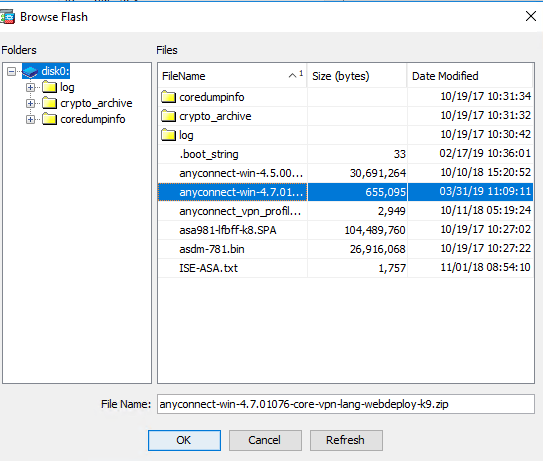 Browse Flash
Folders
Files
disk0:
log
crypto_archive
coredumpinfo
FileName 1 Size (bytes) Date Modified
coredumpinfo 10/19/17 10:31:34
crypto_archive 10/19/17 10:31:32
log 10/19/17 10:30:42
.boot_string 33 02/17/19 10:36:01
anyconnect-win-4.5.00... 30,691,264 10/10/18 15:20:52
anyconnect-win-4.7.01... 655,095 03/31/19 11:09:11
anyconnect_vpn_profil... 2,949 10/11/18 05:19:24
asa981-lfbff-k8.SPA 104,489,760 10/19/17 10:27:02
asdm-781.bin 26,916,068 10/19/17 10:27:22
ISE-ASA.txt 1,757 11/01/18 08:54:10
File Name: anyconnect-win-4.7.01076-core-vpn-lang-webdeploy-k9.zip
OK Cancel Refresh